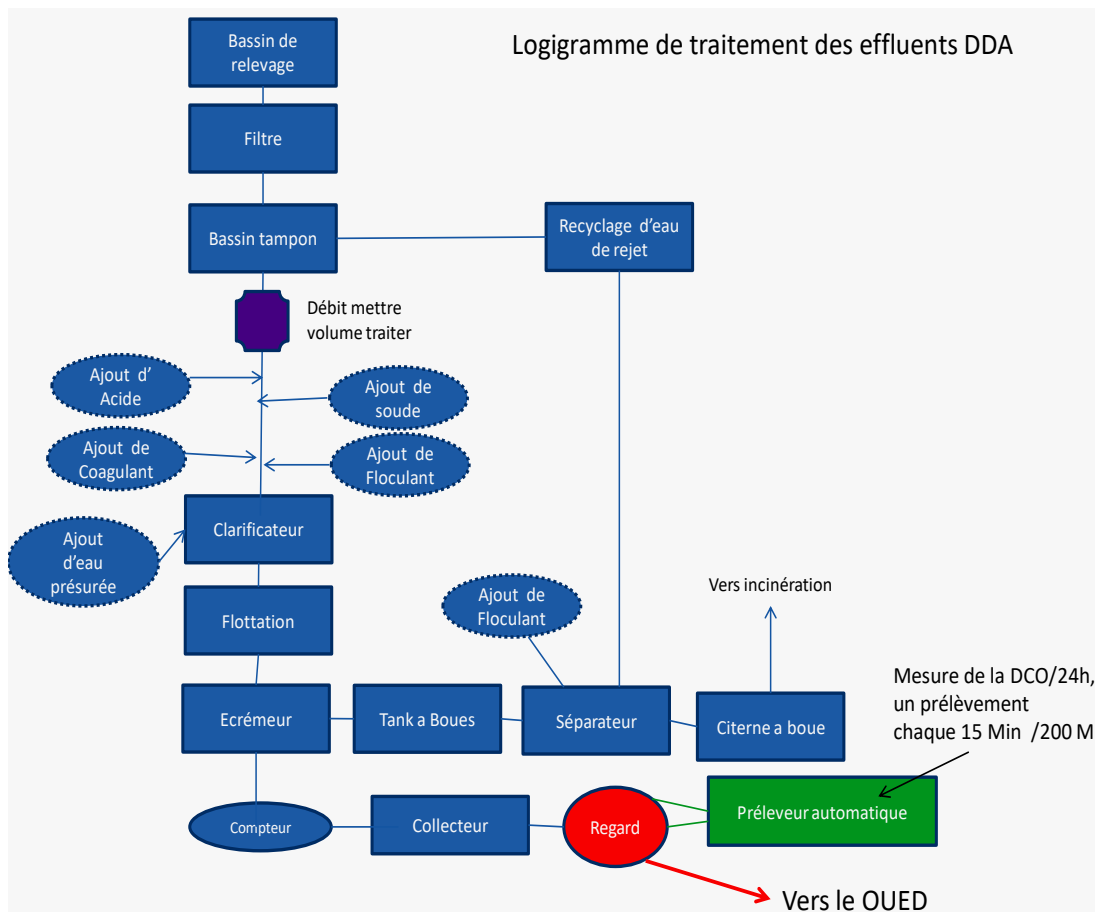 Logigramme de traitement des effluents DDA
Bassin de
relevage
Filtre
Bassin tampon
Recyclage d'eau
de rejet
Débit mettre
volume traiter
Ajout d'
Acide
Ajout de
soude
Ajout de
Coagulant
Ajout de
Floculant
Clarificateur
Ajout
d'eau
présurée
Flottation
Ajout de
Floculant
Vers incinération
Ecrémeur
Tank a Boues
Séparateur
Citerne a boue
Mesure de la DCO/24h,
un prélèvement
chaque 15 Min /200 M
Compteur
Collecteur
Regard
Préleveur automatique
Vers le OUED